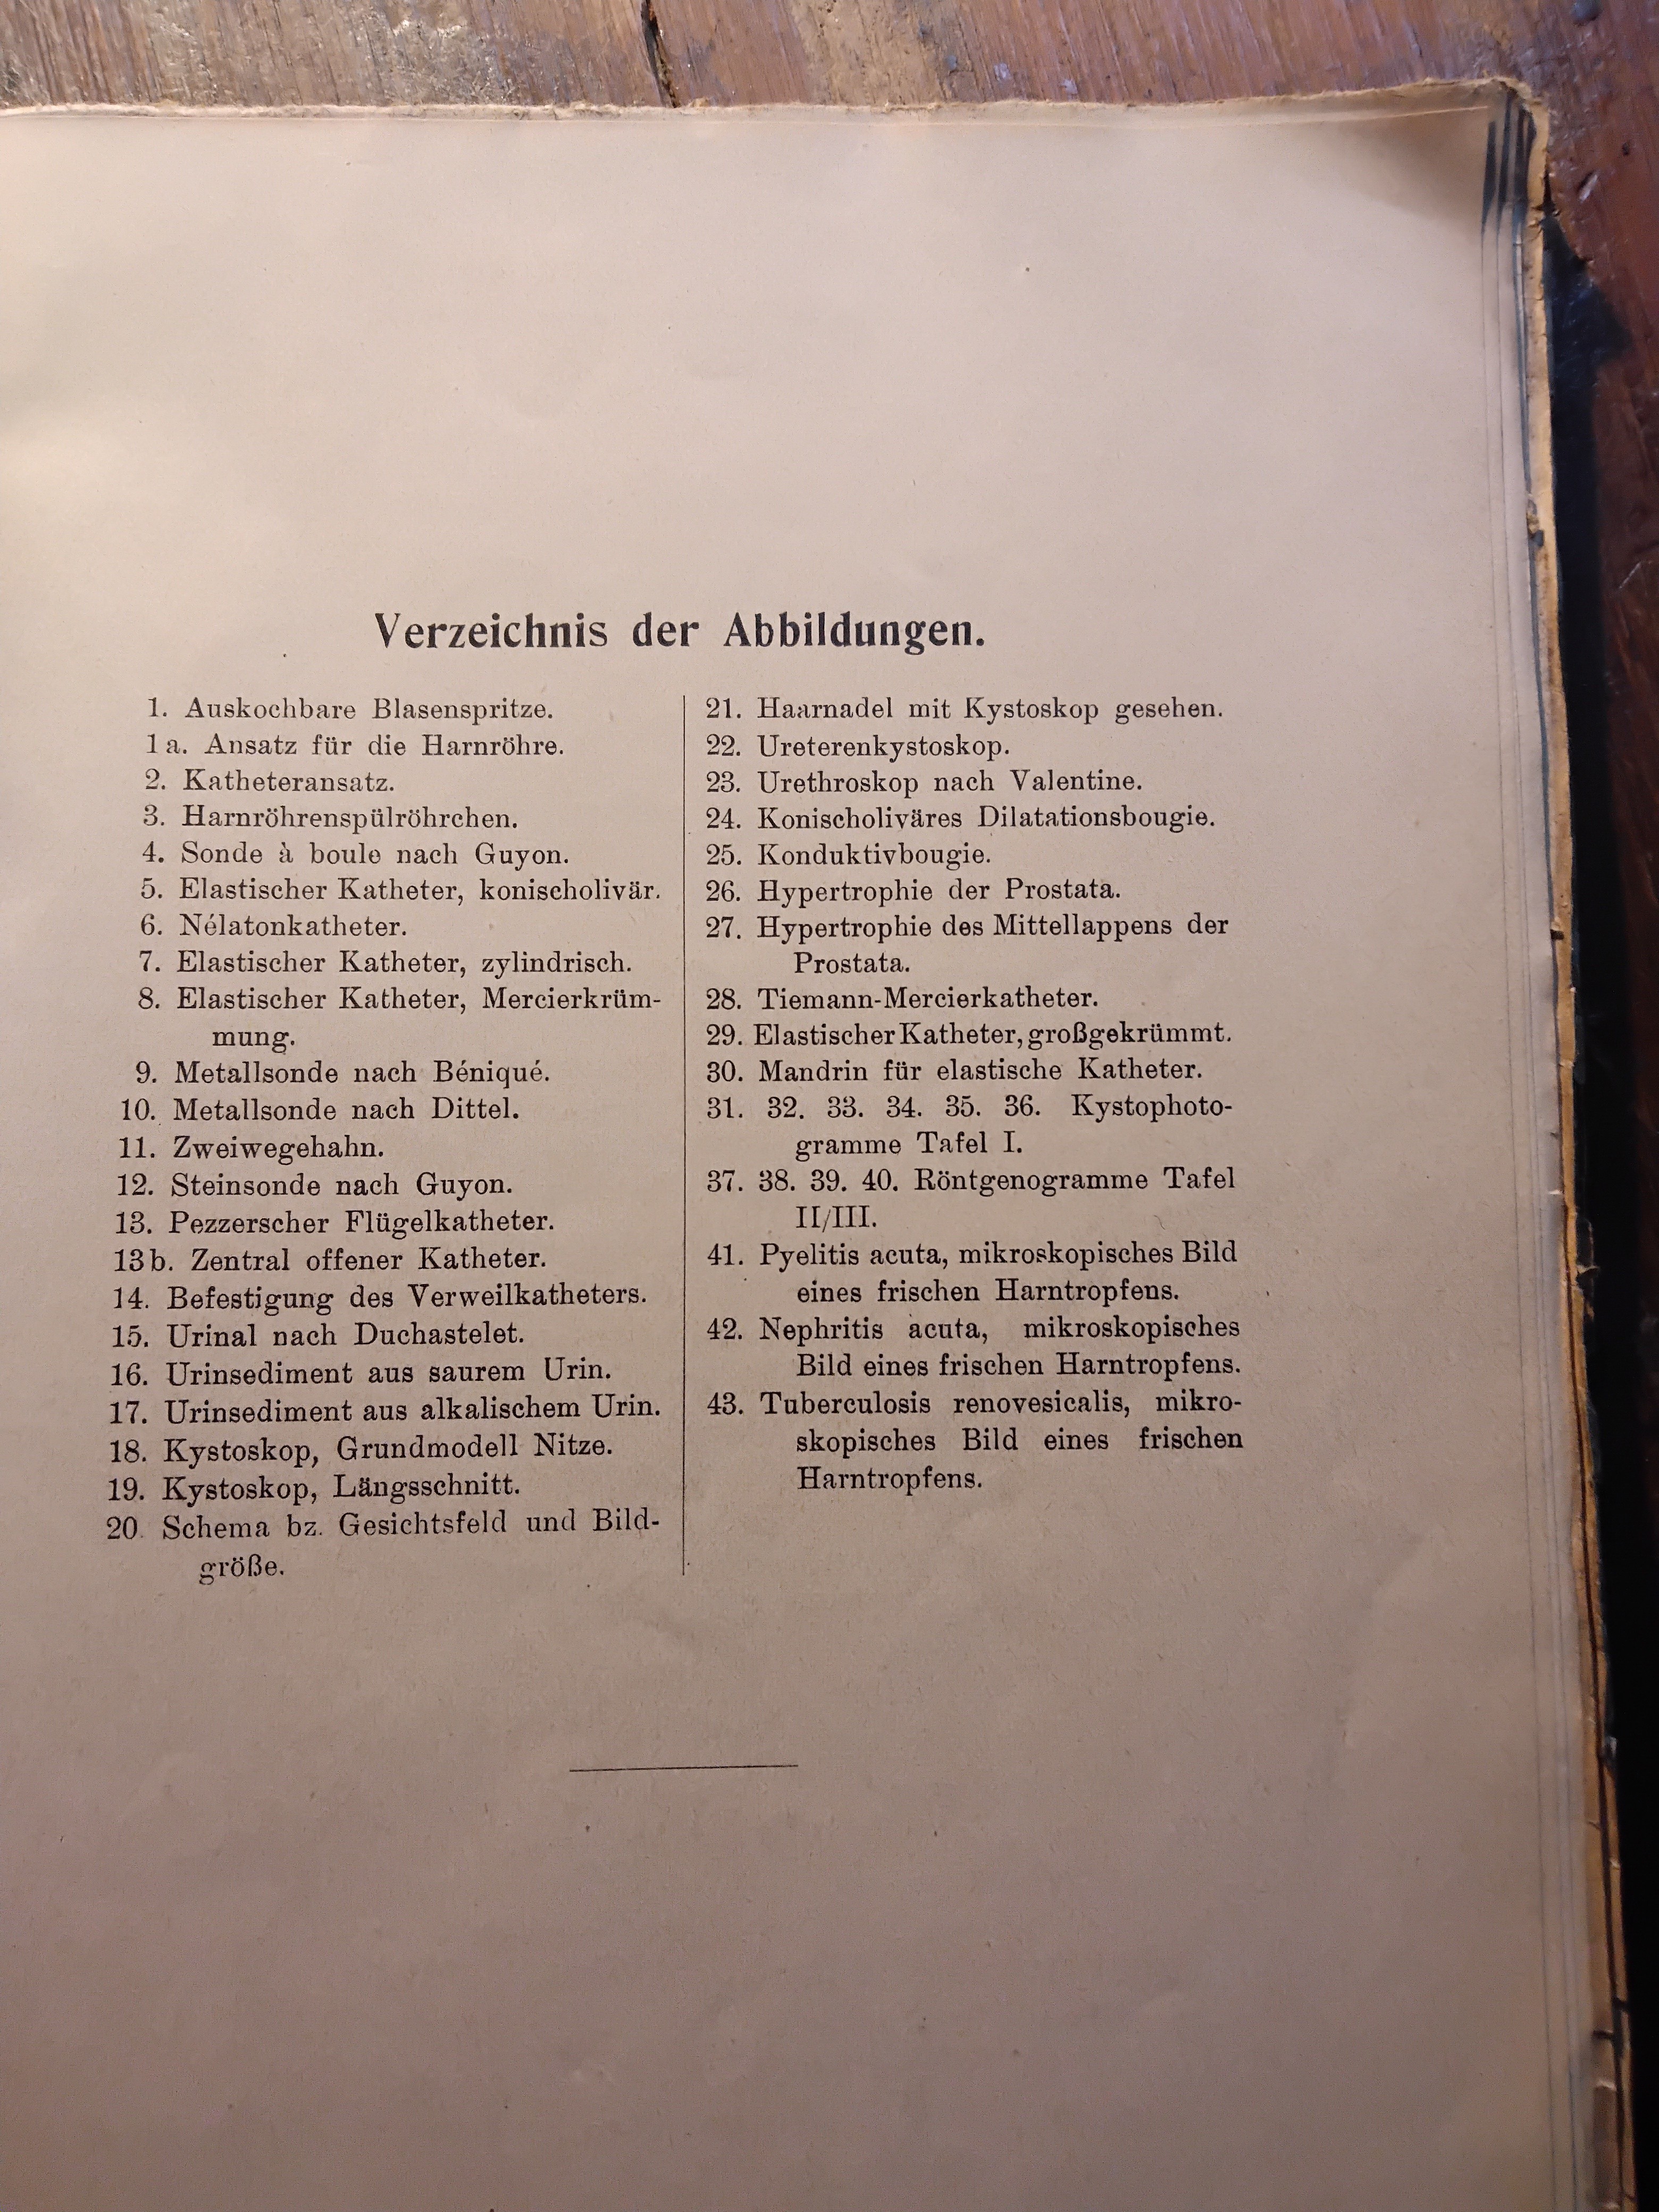 Verzeichnis der Abbildungen.
1. Auskochbare Blasenspritze.
1a. Ansatz für die Harnröhre.
2. Katheteransatz.
3. Harnröhrenspülröhrchen.
4. Sonde à boule nach Guyon.
5. Elastischer Katheter, konischolivär.
6. Nélatonkatheter.
7. Elastischer Katheter, zylindrisch.
8. Elastischer Katheter, Mercierkrüm-
mung.
9. Metallsonde nach Béniqué.
10. Metallsonde nach Dittel.
11. Zweiwegehahn.
12. Steinsonde nach Guyon.
13. Pezzerscher Flügelkatheter.
13b. Zentral offener Katheter.
14. Befestigung des Verweilkatheters.
15. Urinal nach Duchastelet.
16. Urinsediment aus saurem Urin.
17. Urinsediment aus alkalischem Urin.
18. Kystoskop, Grundmodell Nitze.
19. Kystoskop, Längsschnitt.
20. Schema bz. Gesichtsfeld und Bild-
größe.
21. Haarnadel mit Kystoskop gesehen.
22. Ureterenkystoskop.
23. Urethroskop nach Valentine.
24. Konischoliväres Dilatationsbougie.
25. Konduktivbougie.
26. Hypertrophie der Prostata.
27. Hypertrophie des Mittellappens der
Prostata.
28. Tiemann-Mercierkatheter.
29. Elastischer Katheter, großgekrümmt.
30. Mandrin für elastische Katheter.
31. 32. 33. 34. 35. 36. Kystophoto-
gramme Tafel I.
37. 38. 39. 40. Röntgenogramme Tafel
II/III.
41. Pyelitis acuta, mikroskopisches Bild
eines frischen Harntropfens.
42. Nephritis acuta, mikroskopisches
Bild eines frischen Harntropfens.
43. Tuberculosis renovesicalis, mikro-
skopisches Bild eines frischen
Harntropfens.